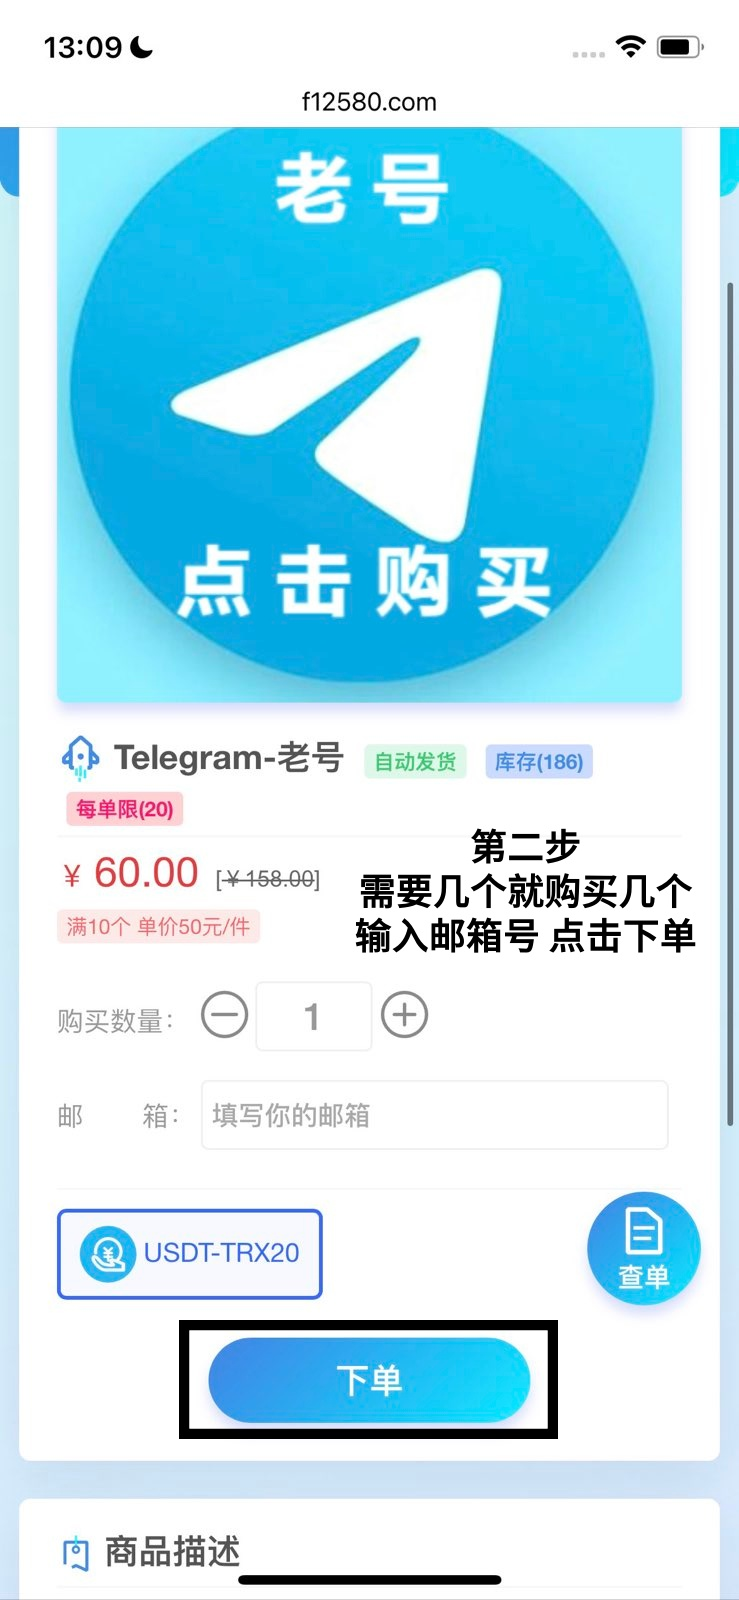 13:09
f12580.com
老号
点击购买
Telegram-老号 自动发货 库存(186)
每单限(20)
¥ 60.00 [¥158.00]
满10个 单价50元/件
第二步
需要几个就购买几个
输入邮箱号 点击下单
购买数量： 1
邮 箱： 填写你的邮箱
USDT-TRX20
查单
下单
商品描述